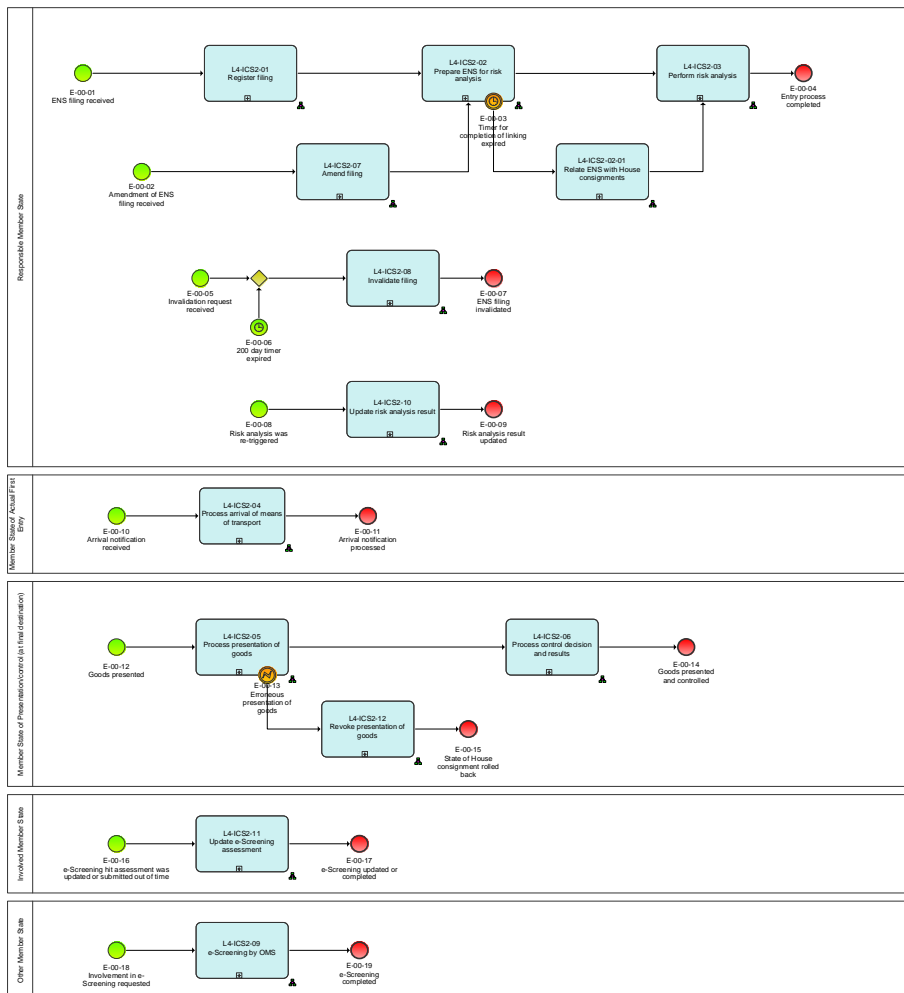 Responsible Member State
L4-ICS2-01
Register filing
L4-ICS2-02
Prepare ENS for risk
analysis
L4-ICS2-03
Perform risk analysis
E-00-01
ENS filing received
E-00-03
Timer for
completion of linking
expired
E-00-04
Entry process
completed
L4-ICS2-07
Amend filing
L4-ICS2-02-01
Relate ENS with House
consignments
E-00-02
Amendment of ENS
filing received
L4-ICS2-08
Invalidate filing
E-00-05
Invalidation request
received
E-00-07
ENS filing
invalidated
E-00-06
200 day timer
expired
L4-ICS2-10
Update risk analysis result
E-00-08
Risk analysis was
re-triggered
E-00-09
Risk analysis result
updated
Member State of Actual First
Entry
L4-ICS2-04
Process arrival of means
of transport
E-00-10
Arrival notification
received
E-00-11
Arrival notification
processed
Member State of Presentation/control (at final destination)
L4-ICS2-05
Process presentation of
goods
L4-ICS2-06
Process control decision
and results
E-00-12
Goods presented
E-00-13
Erroneous
presentation of
goods
E-00-14
Goods presented
and controlled
L4-ICS2-12
Revoke presentation of
goods
E-00-15
State of House
consignment rolled
back
Involved Member State
L4-ICS2-11
Update e-Screening
assessment
E-00-16
e-Screening hit assessment was
updated or submitted out of time
E-00-17
e-Screening updated or
completed
Other Member State
L4-ICS2-09
e-Screening by OMS
E-00-18
Involvement in e-
Screening requested
E-00-19
e-Screening
completed